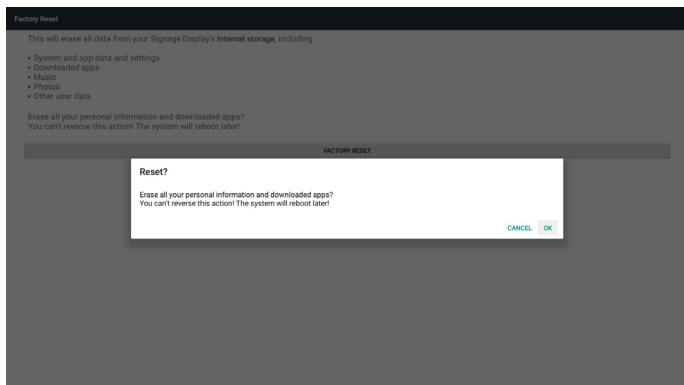 Factory Reset
This will erase all data from your Signage Display's internal storage, including:
• System and app data and settings
• Downloaded apps
• Music
• Photos
• Other user data
Erase all your personal information and downloaded apps?
You can't reverse this action! The system will reboot later!
FACTORY RESET
Reset?
Erase all your personal information and downloaded apps?
You can't reverse this action! The system will reboot later!
CANCEL OK